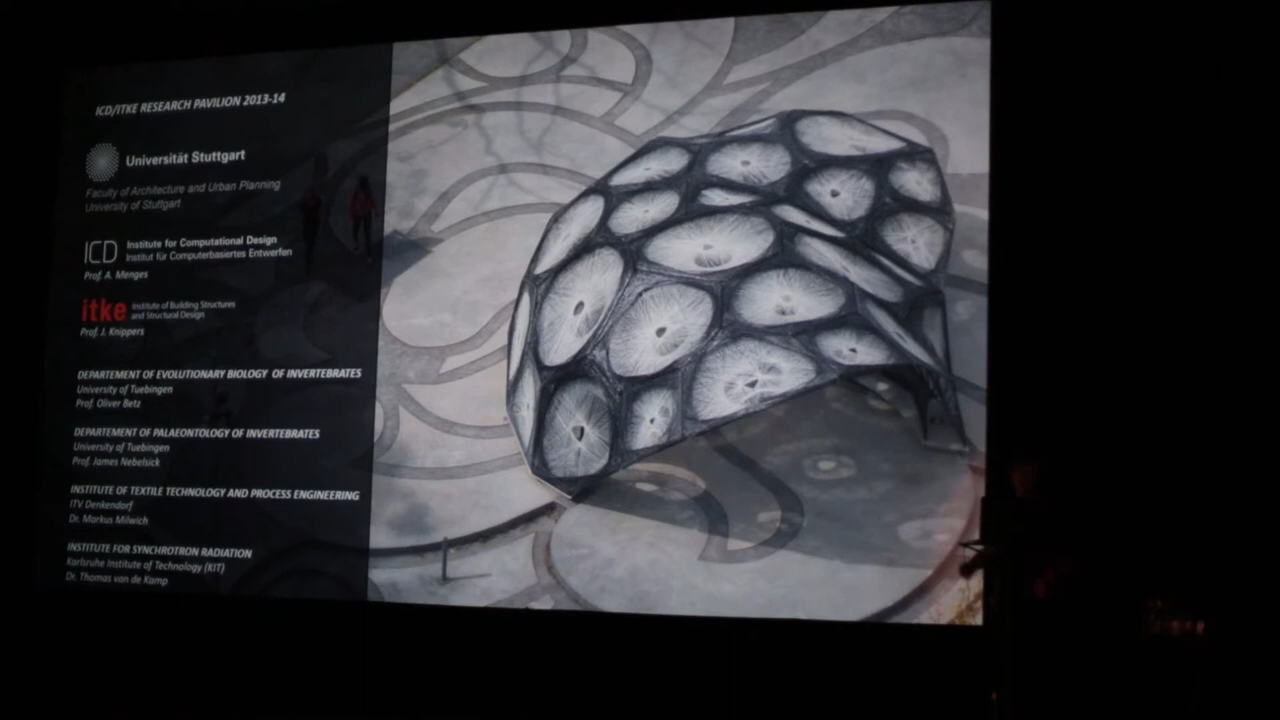 ICD/ITKE RESEARCH PAVILION 2013-14
Universität Stuttgart
Faculty of Architecture and Urban Planning
University of Stuttgart
ICD
Institute for Computational Design
Institut für Computerbasiertes Entwerfen
Prof. A. Menges
itke
Institute of Building Structures
and Structural Design
Prof. J. Knippers
DEPARTEMENT OF EVOLUTIONARY BIOLOGY OF INVERTEBRATES
University of Tuebingen
Prof. Oliver Betz
DEPARTEMENT OF PALAEONTOLOGY OF INVERTEBRATES
University of Tuebingen
Prof. James Nebelsick
INSTITUTE OF TEXTILE TECHNOLOGY AND PROCESS ENGINEERING
ITV Denkendorf
Dr. Markus Milwich
INSTITUTE FOR SYNCHROTRON RADIATION
Karlsruhe Institute of Technology (KIT)
Dr. Thomas van de Kamp